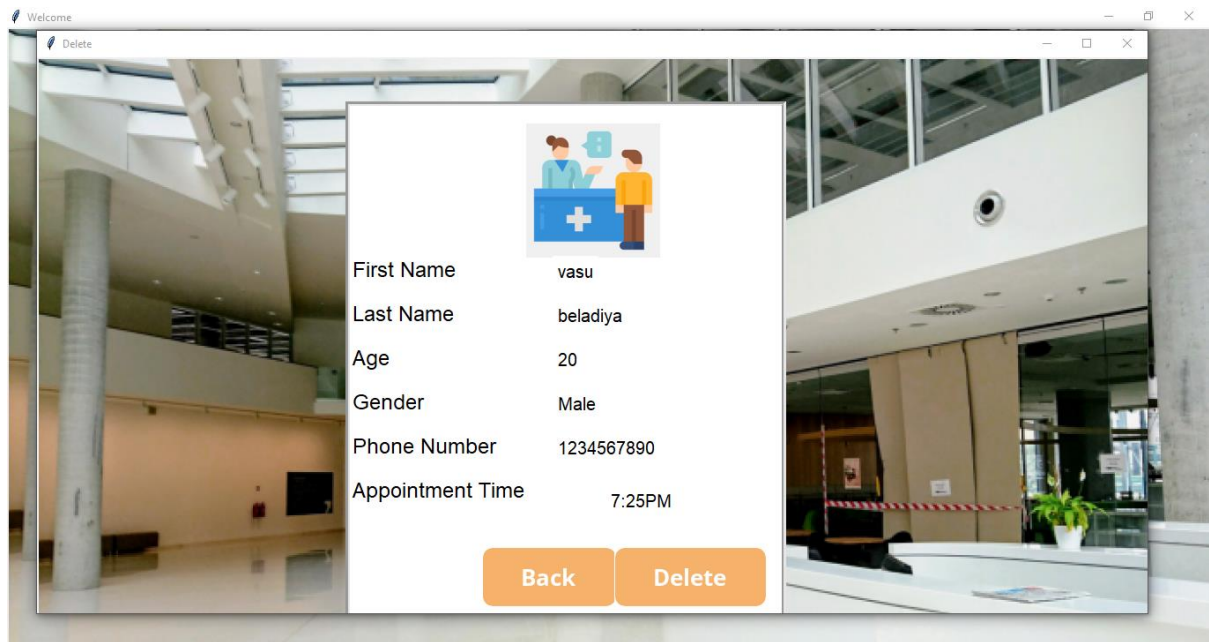 Welcome
Delete
First Name vasu
Last Name beladiya
Age 20
Gender Male
Phone Number 1234567890
Appointment Time 7:25PM
Back Delete